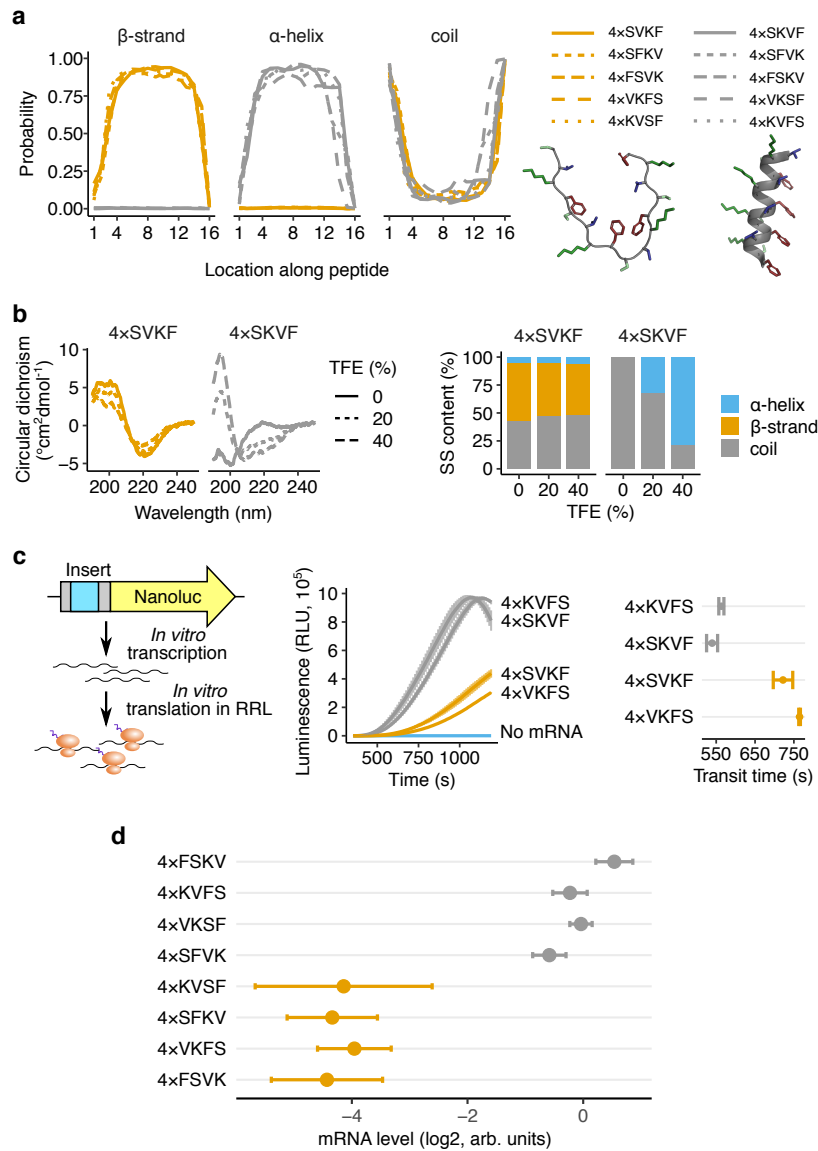 a
β-strand
α-helix
coil
Probability
1.00
0.75
0.50
0.25
0.00
1 4 8 12 16
1 4 8 12 16
1 4 8 12 16
Location along peptide
4×SVKF
4×SFKV
4×FSVK
4×VKFS
4×KVSF
4×SKVF
4×SFVK
4×FSKV
4×VKSF
4×KVFS
b
4×SVKF
4×SKVF
Circular dichroism
(°cm2dmol-1)
10
5
0
−5
200 220 240
200 220 240
Wavelength (nm)
TFE (%)
0
20
40
4×SVKF
4×SKVF
SS content (%)
100
75
50
25
0
0 20 40
0 20 40
TFE (%)
α-helix
β-strand
coil
c
Insert
Nanoluc
In vitro
transcription
In vitro
translation in RRL
Luminescence (RLU, 10⁵)
10
8
6
4
2
0
500 750 1000
Time (s)
4×KVFS
4×SKVF
4×SVKF
4×VKFS
No mRNA
4×KVFS
4×SKVF
4×SVKF
4×VKFS
550 650 750
Transit time (s)
d
4×FSKV
4×KVFS
4×VKSF
4×SFVK
4×KVSF
4×SFKV
4×VKFS
4×FSVK
−4 −2 0
mRNA level (log2, arb. units)